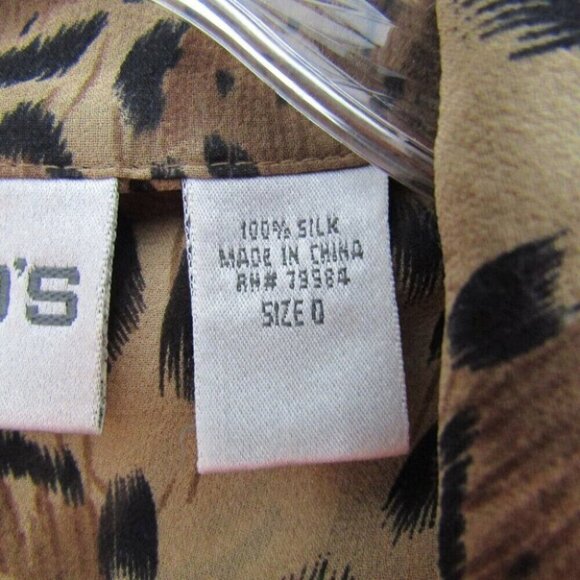 'S
100% SILK
MADE IN CHINA
RN# 79984
SIZE 0